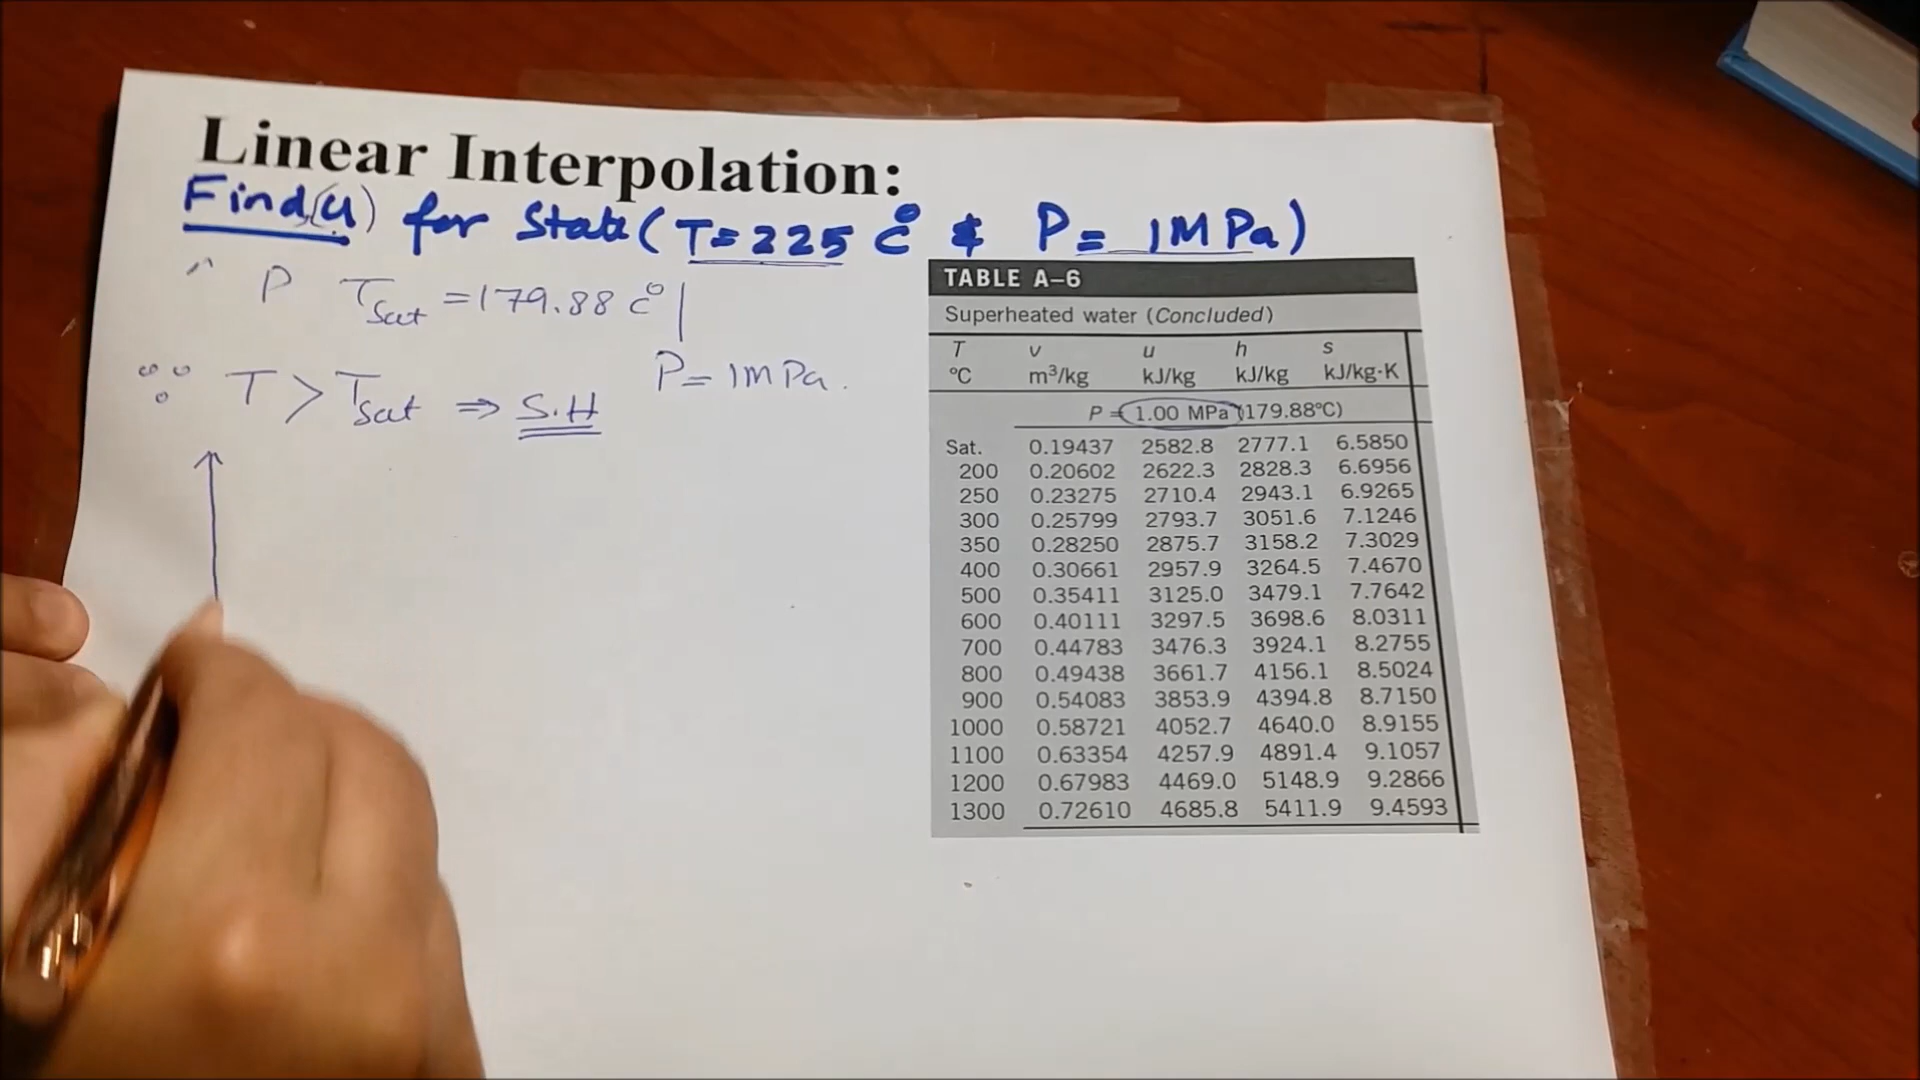 Linear Interpolation:
Find (u) for State (T= 225 C° & P= 1MPa)
P Tsat = 179.88 C° |
P= 1MPa.
∵ T > Tsat ⇒ S.H
TABLE A–6
Superheated water (Concluded)
T v u h s
°C m³/kg kJ/kg kJ/kg kJ/kg·K
P = 1.00 MPa (179.88°C)
Sat. 0.19437 2582.8 2777.1 6.5850
200 0.20602 2622.3 2828.3 6.6956
250 0.23275 2710.4 2943.1 6.9265
300 0.25799 2793.7 3051.6 7.1246
350 0.28250 2875.7 3158.2 7.3029
400 0.30661 2957.9 3264.5 7.4670
500 0.35411 3125.0 3479.1 7.7642
600 0.40111 3297.5 3698.6 8.0311
700 0.44783 3476.3 3924.1 8.2755
800 0.49438 3661.7 4156.1 8.5024
900 0.54083 3853.9 4394.8 8.7150
1000 0.58721 4052.7 4640.0 8.9155
1100 0.63354 4257.9 4891.4 9.1057
1200 0.67983 4469.0 5148.9 9.2866
1300 0.72610 4685.8 5411.9 9.4593